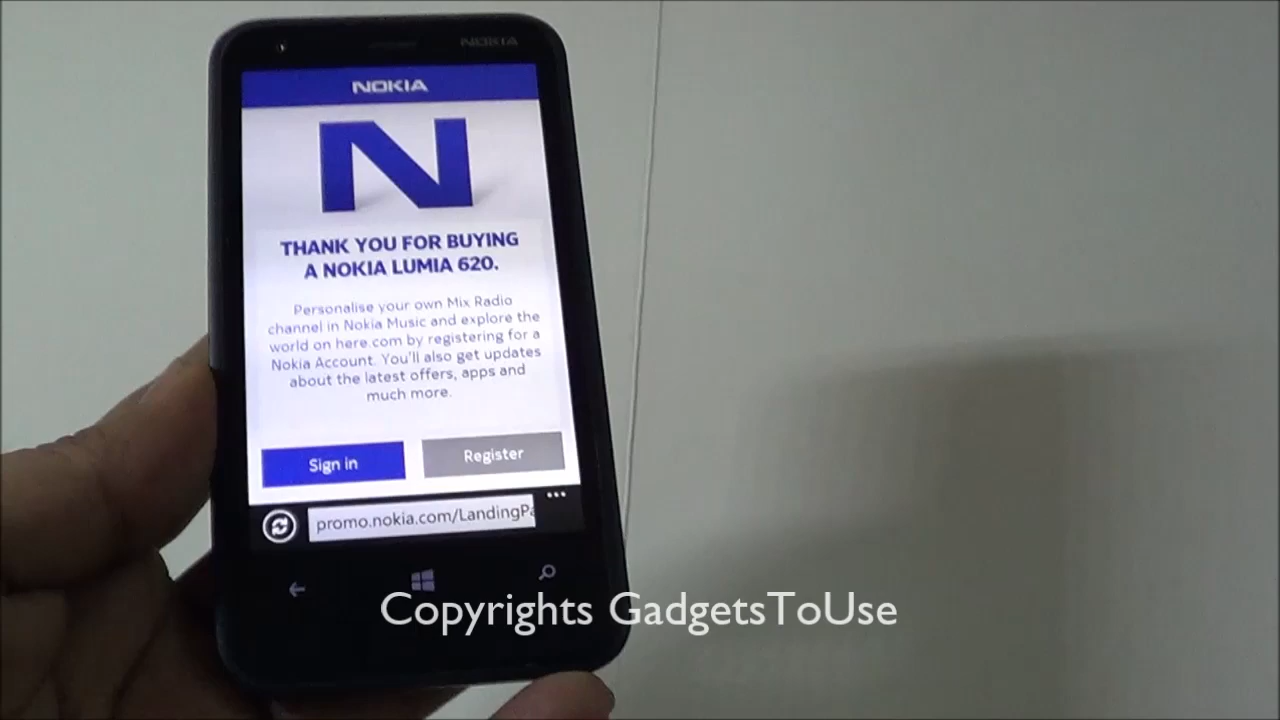 NOKIA
NOKIA
N
THANK YOU FOR BUYING
A NOKIA LUMIA 620.
Personalise your own Mix Radio
channel in Nokia Music and explore the
world on here.com by registering for a
Nokia Account. You'll also get updates
about the latest offers, apps and
much more.
Sign in Register
promo.nokia.com/LandingPa
Copyrights GadgetsToUse